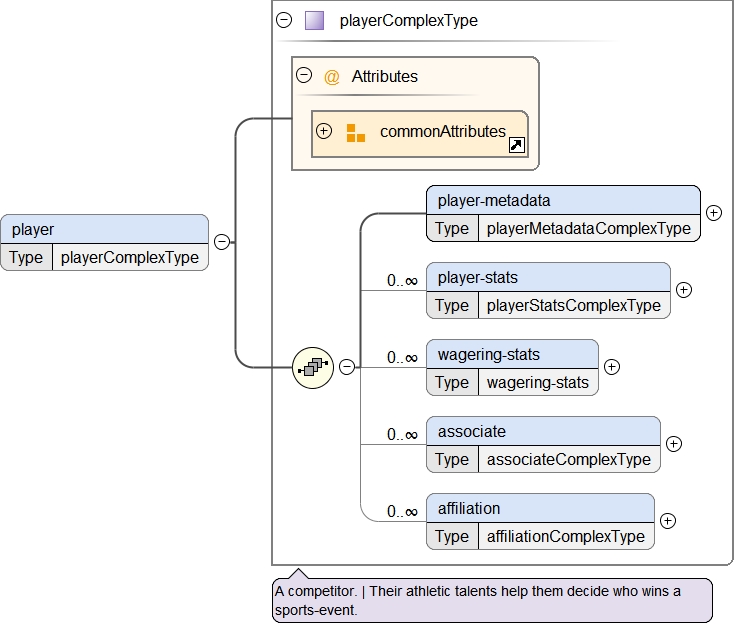 playerComplexType
@ Attributes
commonAttributes
player
Type playerComplexType
player-metadata
Type playerMetadataComplexType
0..∞
player-stats
Type playerStatsComplexType
0..∞
wagering-stats
Type wagering-stats
0..∞
associate
Type associateComplexType
0..∞
affiliation
Type affiliationComplexType
A competitor. | Their athletic talents help them decide who wins a
sports-event.